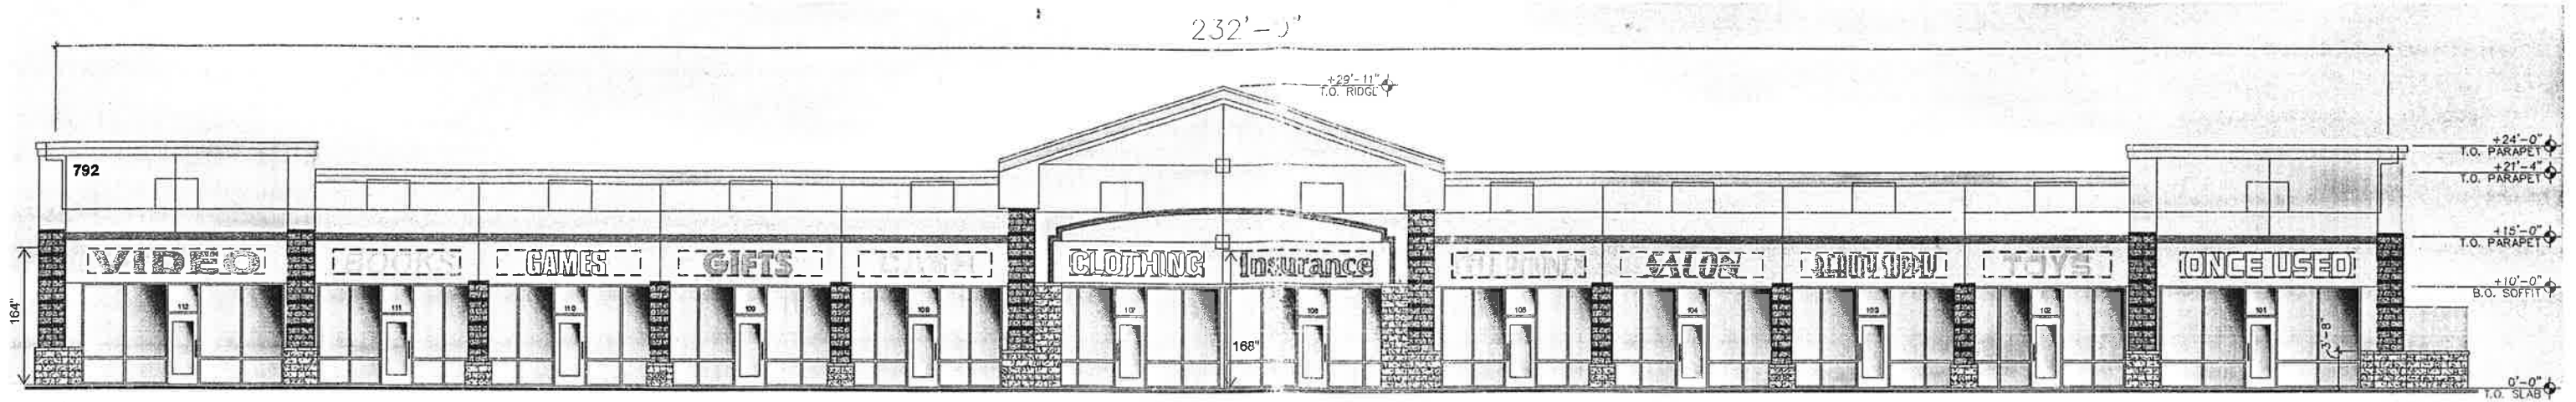 232'-0"
+29'-11"
T.O. RIDGE
792
+24'-0"
T.O. PARAPET
+21'-4"
T.O. PARAPET
+15'-0"
T.O. PARAPET
+10'-0"
B.O. SOFFIT
0'-0"
T.O. SLAB
VIDEO
BOOKS
GAMES
GIFTS
CLOTHING
Insurance
SALON
TOYS
ONCE USED
112
111
110
109
107
105
104
103
102
101
164"
168"
3'-8"